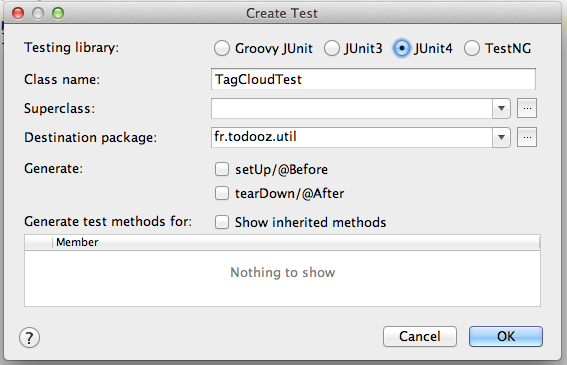 Create Test
Testing library: Groovy JUnit JUnit3 JUnit4 TestNG
Class name: TagCloudTest
Superclass: ...
Destination package: fr.todooz.util ...
Generate: setUp/@Before
tearDown/@After
Generate test methods for: Show inherited methods
Member
Nothing to show
? Cancel OK